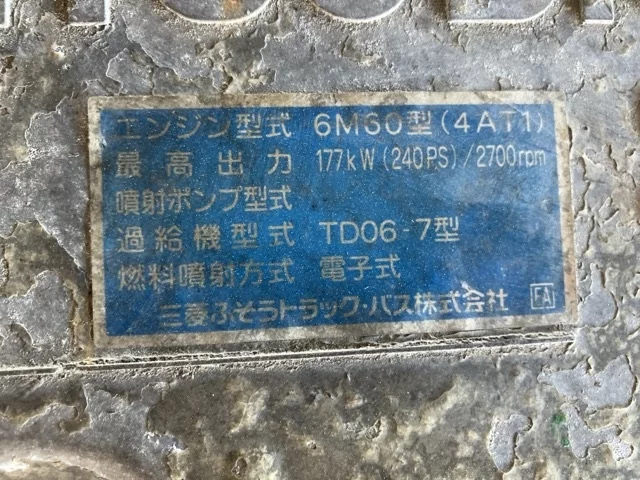 エンジン型式 6M60型(4AT1)
最高出力 177kW(240PS)/2700rpm
噴射ポンプ型式
過給機型式 TD06-7型
燃料噴射方式 電子式
三菱ふそうトラック・バス株式会社 FA